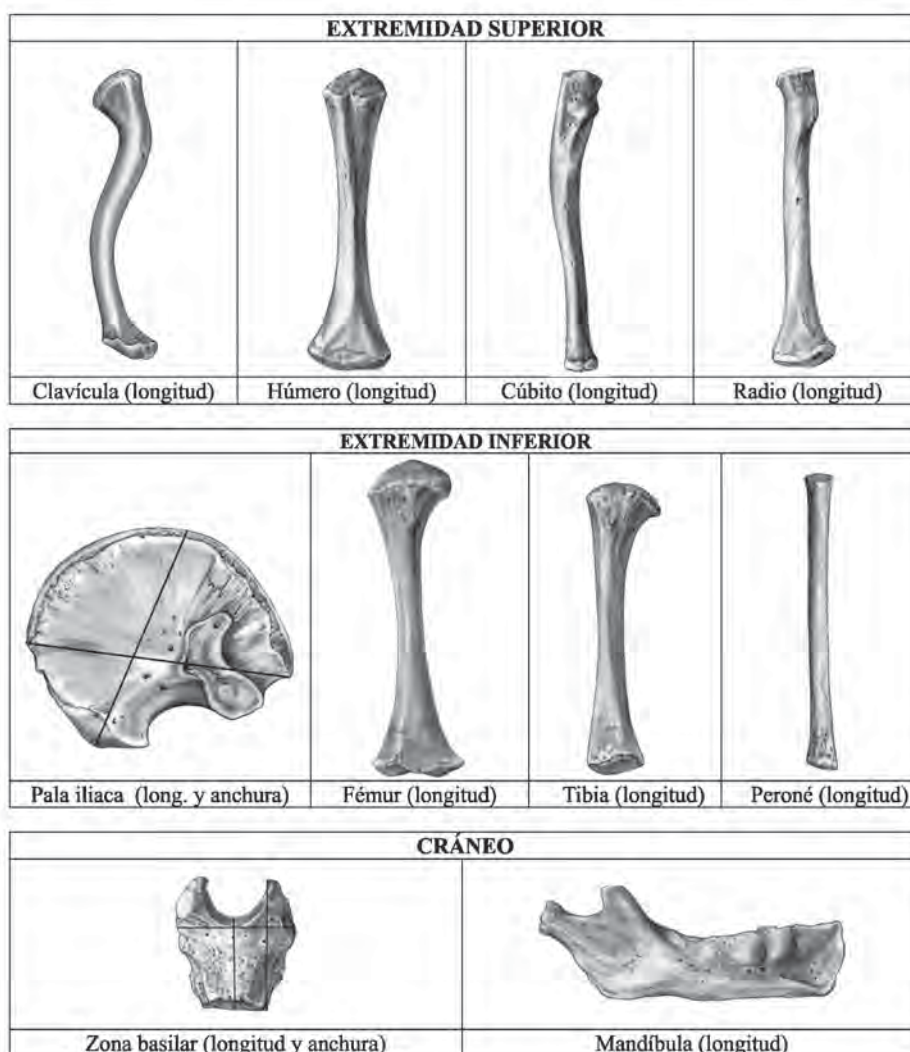 EXTREMIDAD SUPERIOR
Clavícula (longitud)
Húmero (longitud)
Cúbito (longitud)
Radio (longitud)
EXTREMIDAD INFERIOR
Pala iliaca (long. y anchura)
Fémur (longitud)
Tibia (longitud)
Peroné (longitud)
CRÁNEO
Zona basilar (longitud y anchura)
Mandíbula (longitud)